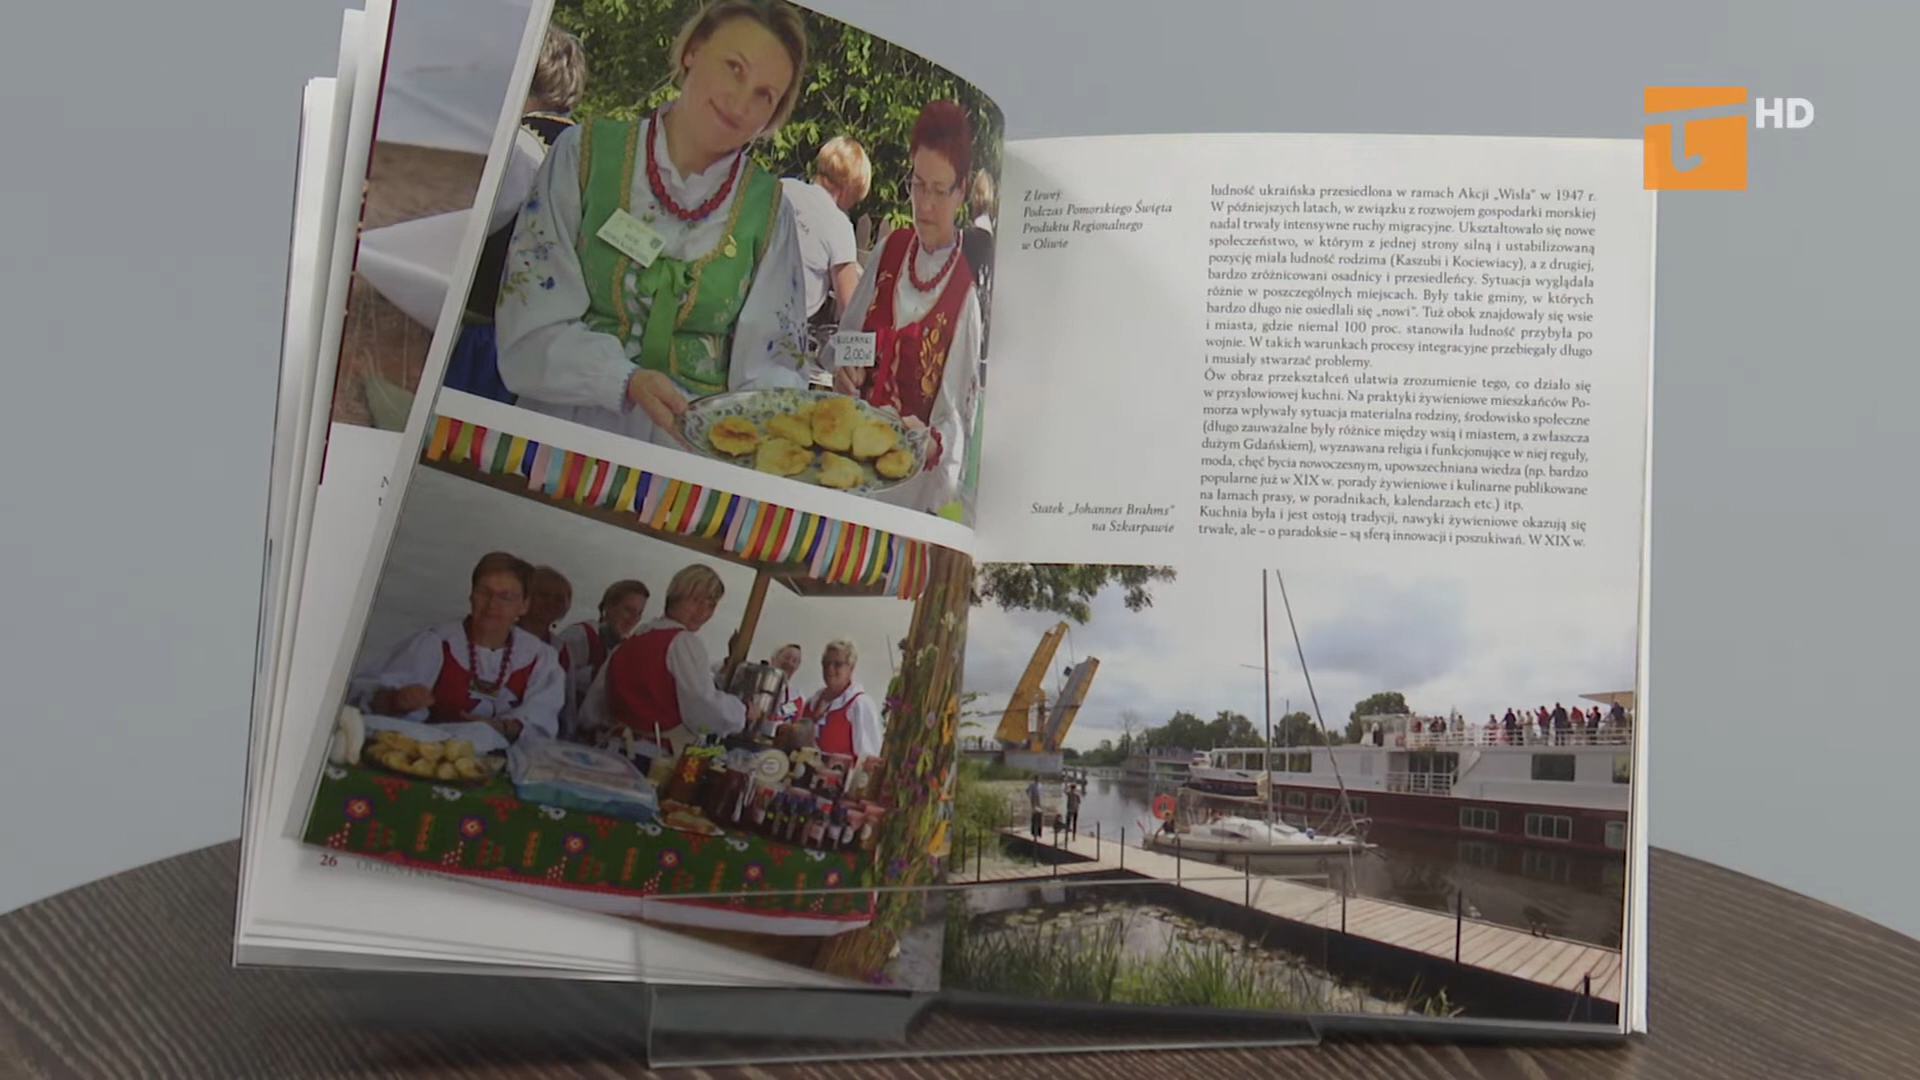 HD
2,00 zł
26
Z lewej:
Podczas Pomorskiego Święta
Produktu Regionalnego
w Oliwie
Statek „Johannes Brahms”
na Szkarpawie
ludność ukraińska przesiedlona w ramach Akcji „Wisła” w 1947 r.
W późniejszych latach, w związku z rozwojem gospodarki morskiej
nadal trwały intensywne ruchy migracyjne. Ukształtowało się nowe
społeczeństwo, w którym z jednej strony silną i ustabilizowaną
pozycję miała ludność rodzima (Kaszubi i Kociewiacy), a z drugiej,
bardzo zróżnicowani osadnicy i przesiedleńcy. Sytuacja wyglądała
różnie w poszczególnych miejscach. Były takie gminy, w których
bardzo długo nie osiedlali się „nowi”. Tuż obok znajdowały się wsie
i miasta, gdzie niemal 100 proc. stanowiła ludność przybyła po
wojnie. W takich warunkach procesy integracyjne przebiegały długo
i musiały stwarzać problemy.
Ów obraz przekształceń ułatwia zrozumienie tego, co działo się
w przysłowiowej kuchni. Na praktyki żywieniowe mieszkańców Po-
morza wpływały sytuacja materialna rodziny, środowisko społeczne
(długo zauważalne były różnice między wsią i miastem, a zwłaszcza
dużym Gdańskiem), wyznawana religia i funkcjonujące w niej reguły,
moda, chęć bycia nowoczesnym, upowszechniana wiedza (np. bardzo
popularne już w XIX w. porady żywieniowe i kulinarne publikowane
na łamach prasy, w poradnikach, kalendarzach etc.) itp.
Kuchnia była i jest ostoją tradycji, nawyki żywieniowe okazują się
trwałe, ale – o paradoksie – są sferą innowacji i poszukiwań. W XIX w.